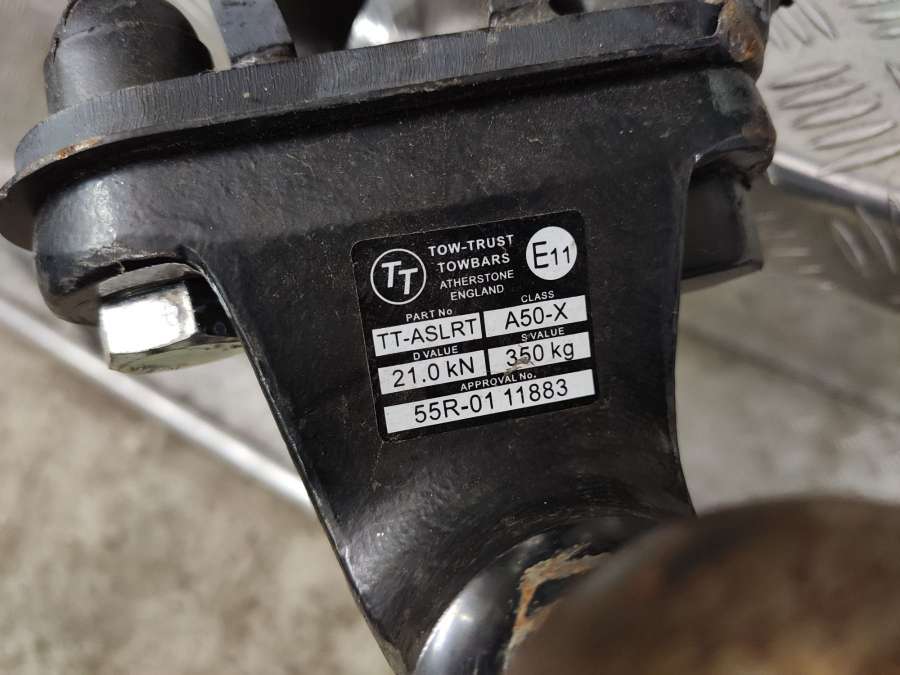 TT
TOW-TRUST
TOWBARS
ATHERSTONE
ENGLAND
E11
PART No
CLASS
TT-ASLRT
A50-X
D VALUE
S VALUE
21.0 kN
350 kg
APPROVAL No.
55R-01 11883